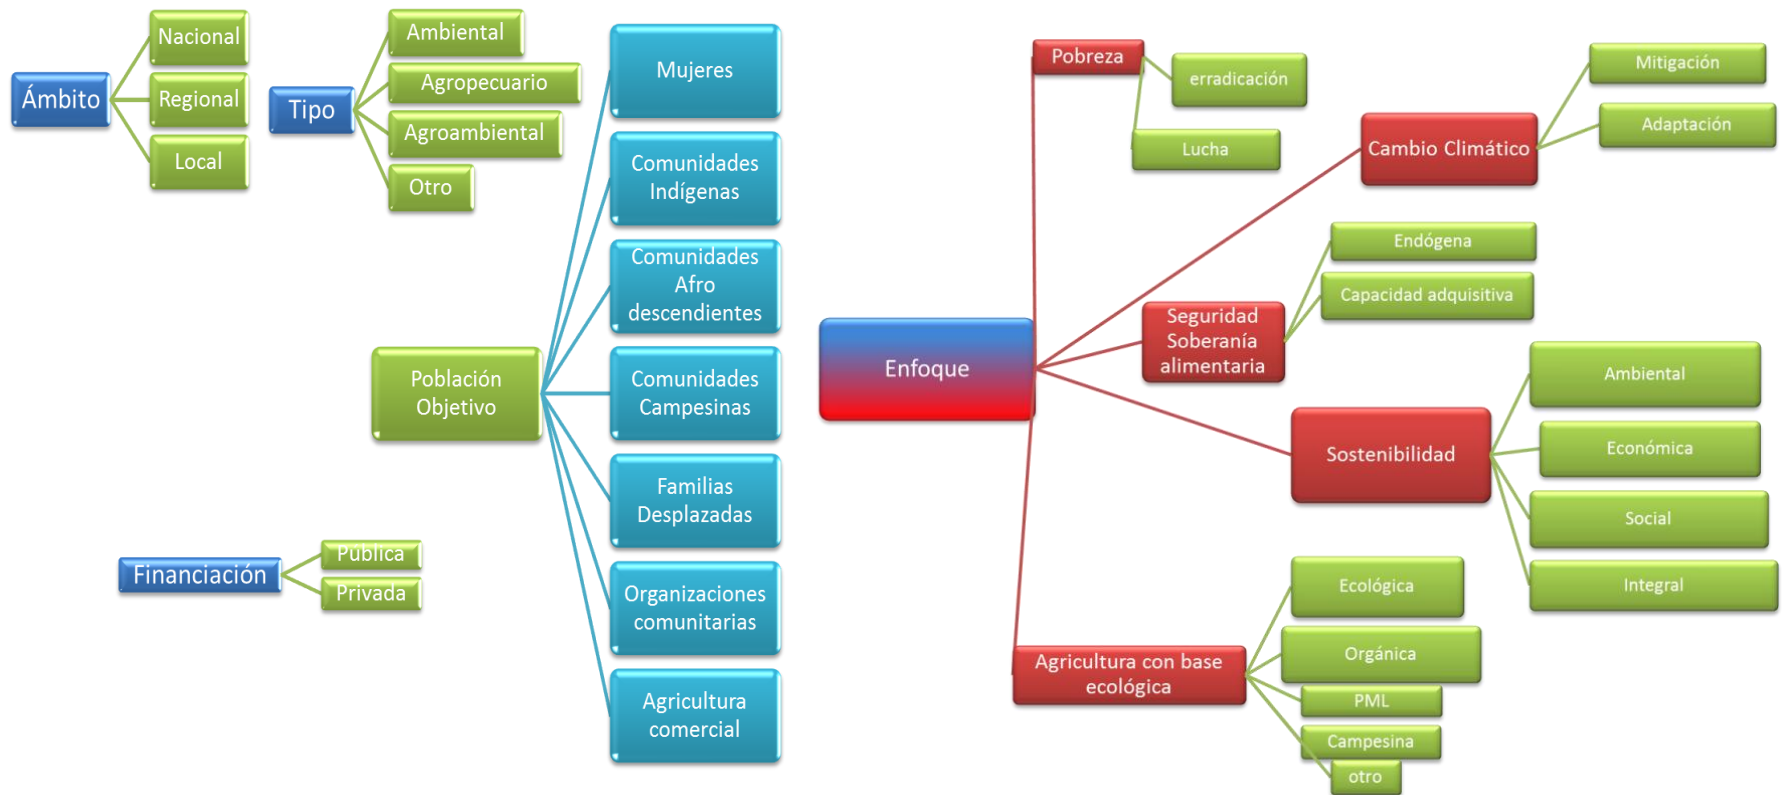 Ámbito
Nacional
Regional
Local
Tipo
Ambiental
Agropecuario
Agroambiental
Otro
Población
Objetivo
Mujeres
Comunidades
Indígenas
Comunidades
Afro
descendientes
Comunidades
Campesinas
Familias
Desplazadas
Organizaciones
comunitarias
Agricultura
comercial
Financiación
Pública
Privada
Enfoque
Pobreza
erradicación
Lucha
Cambio Climático
Mitigación
Adaptación
Seguridad
Soberanía
alimentaria
Endógena
Capacidad adquisitiva
Sostenibilidad
Ambiental
Económica
Social
Integral
Agricultura con base
ecológica
Ecológica
Orgánica
PML
Campesina
otro